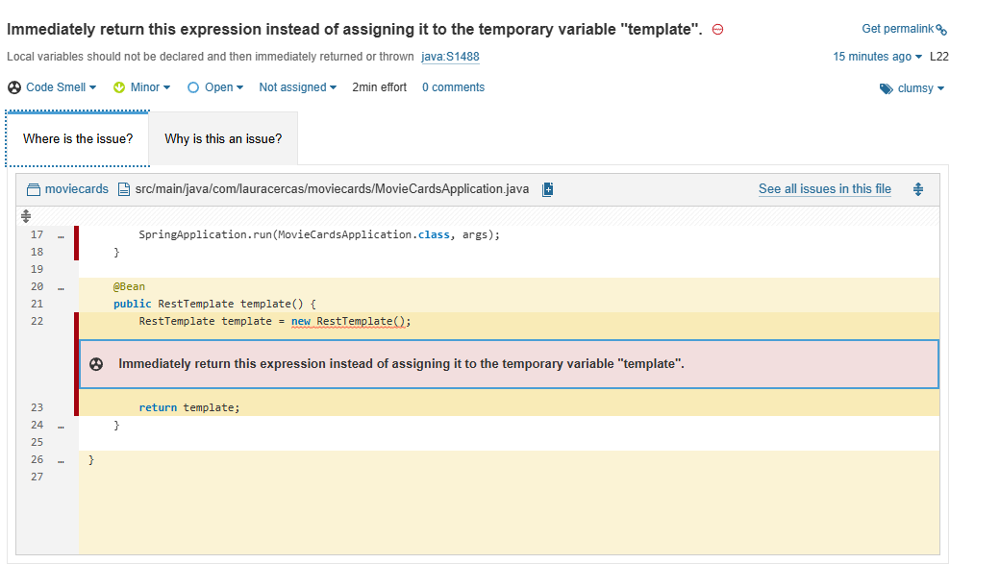 Immediately return this expression instead of assigning it to the temporary variable "template".
Get permalink
Local variables should not be declared and then immediately returned or thrown java:S1488
15 minutes ago L22
Code Smell Minor Open Not assigned 2min effort 0 comments
clumsy
Where is the issue? Why is this an issue?
moviecards src/main/java/com/lauracercas/moviecards/MovieCardsApplication.java See all issues in this file
17 … SpringApplication.run(MovieCardsApplication.class, args);
18 }
19
20 … @Bean
21 public RestTemplate template() {
22 RestTemplate template = new RestTemplate();
Immediately return this expression instead of assigning it to the temporary variable "template".
23 return template;
24 … }
25
26 … }
27